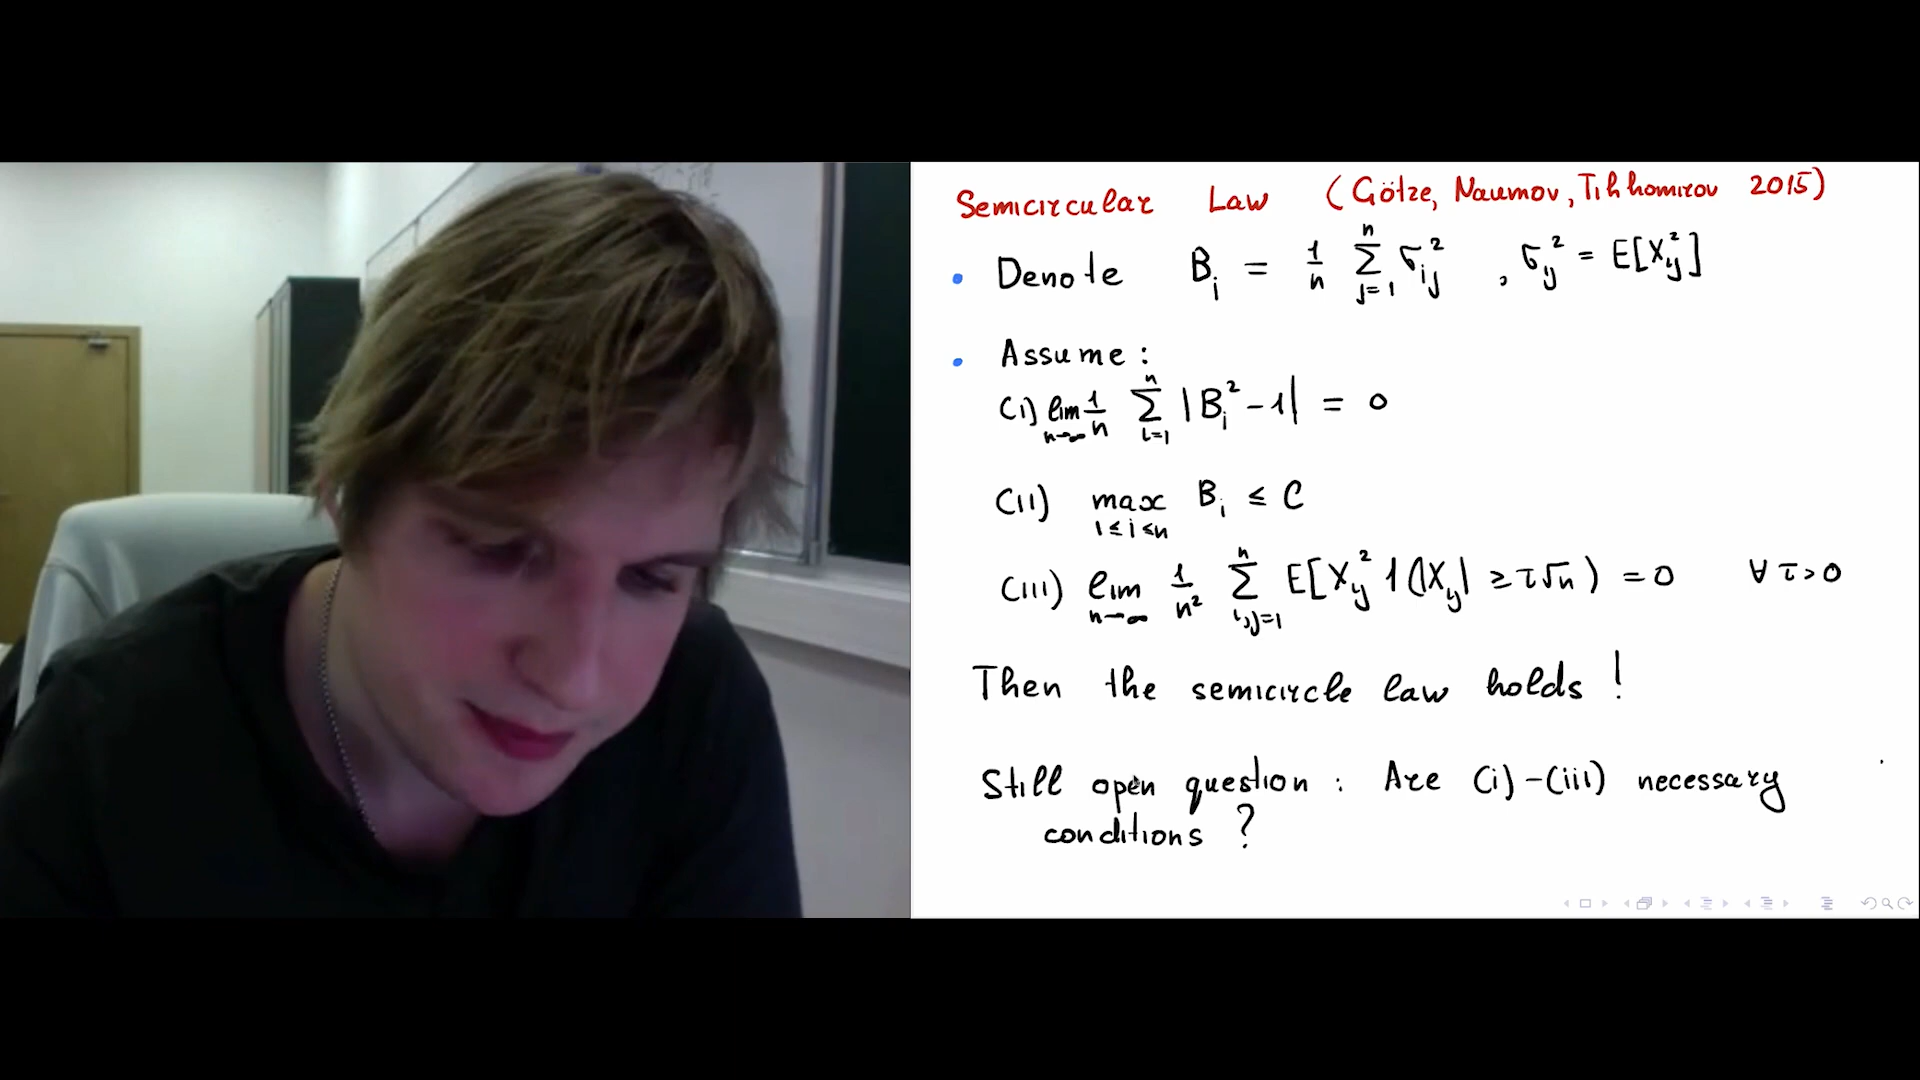 Semicircular Law (Götze, Naumov, Tikhomirov 2015)
• Denote B_i = 1/n ∑_{j=1}^{n} σ_{ij}^2 , σ_{ij}^2 = E[X_{ij}^2]
• Assume :
(i) lim_{n→∞} 1/n ∑_{i=1}^{n} |B_i^2 - 1| = 0
(ii) max_{1≤i≤n} B_i ≤ C
(iii) lim_{n→∞} 1/n^2 ∑_{i,j=1}^{n} E[X_{ij}^2 1(|X_{ij}| ≥ τ√n) = 0 ∀ τ>0
Then the semicircle law holds !
Still open question : Are (i) - (iii) necessary
conditions ?